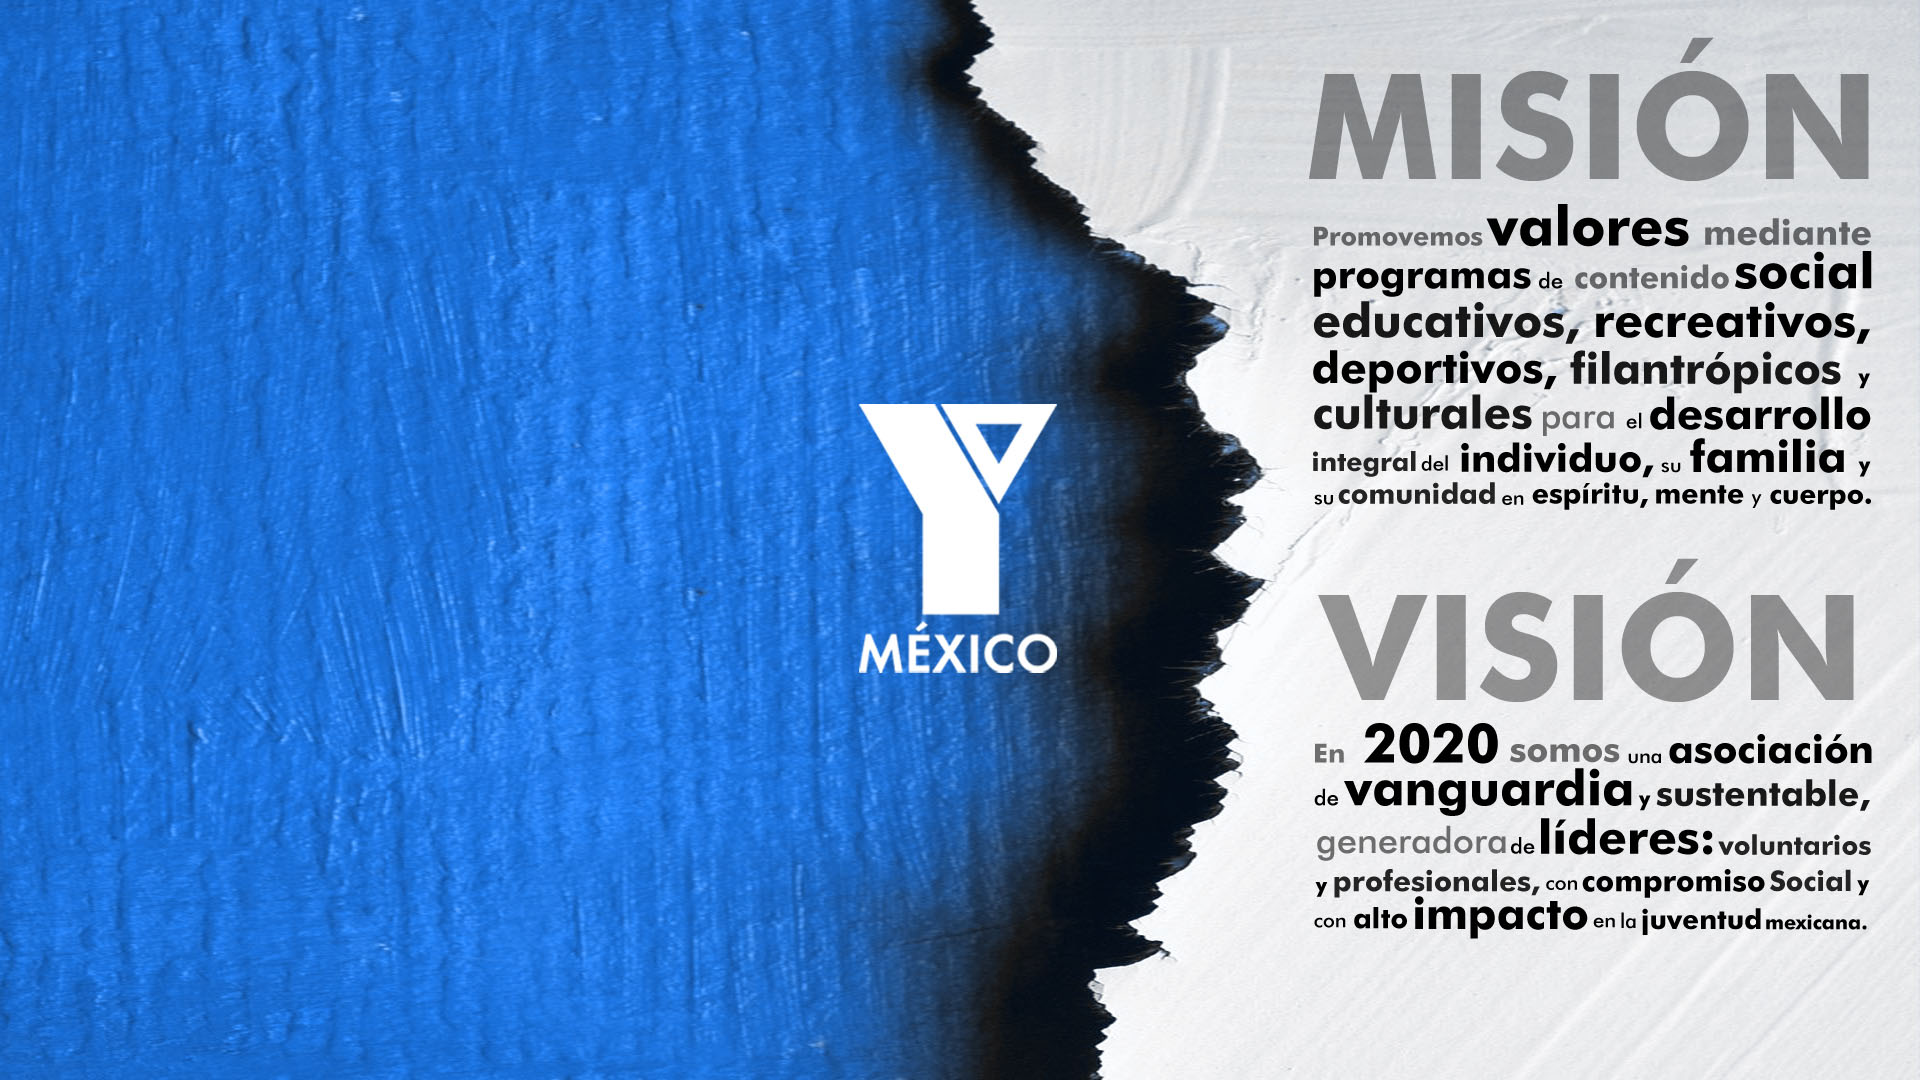 Y
MÉXICO
MISIÓN
Promovemos valores mediante
programas de contenido social
educativos, recreativos,
deportivos, filantrópicos y
culturales para el desarrollo
integral del individuo, su familia y
su comunidad en espíritu, mente y cuerpo.
VISIÓN
En 2020 somos una asociación
de vanguardia y sustentable,
generadora de líderes: voluntarios
y profesionales, con compromiso Social y
con alto impacto en la juventud mexicana.